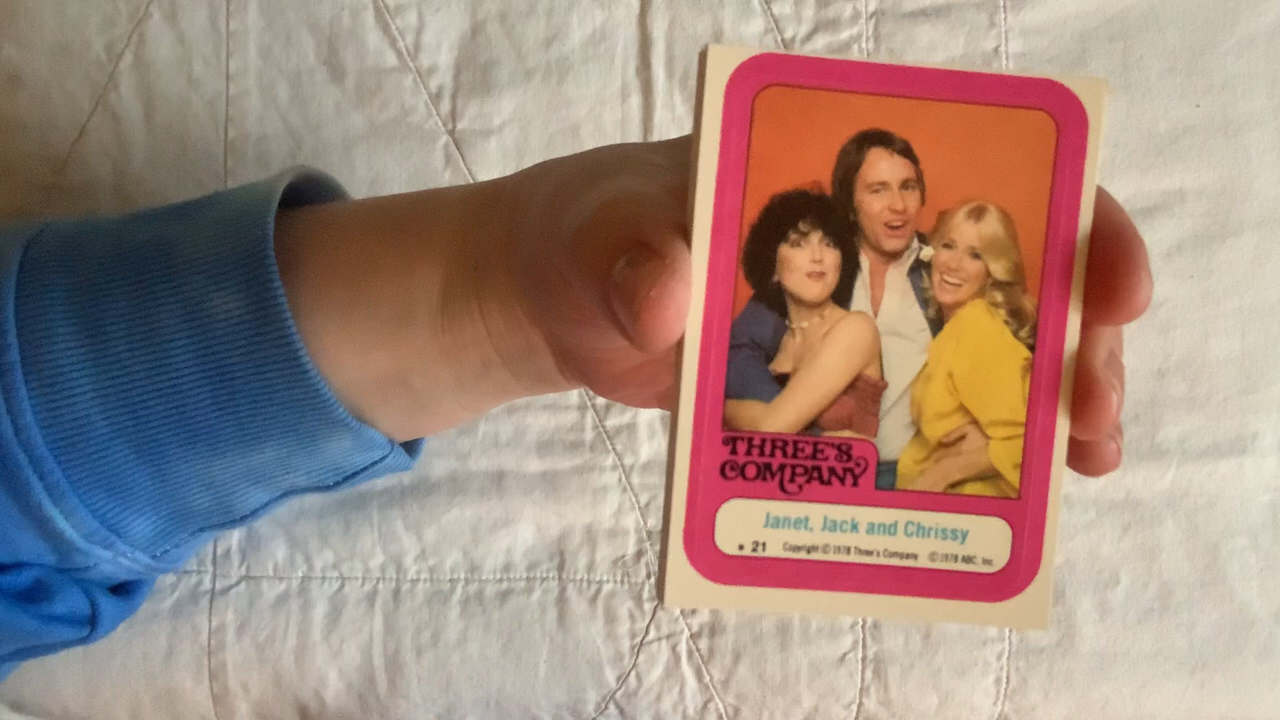 THREE'S
COMPANY
Janet, Jack and Chrissy
* 21 Copyright © 1978 Three's Company © 1978 ABC, Inc.